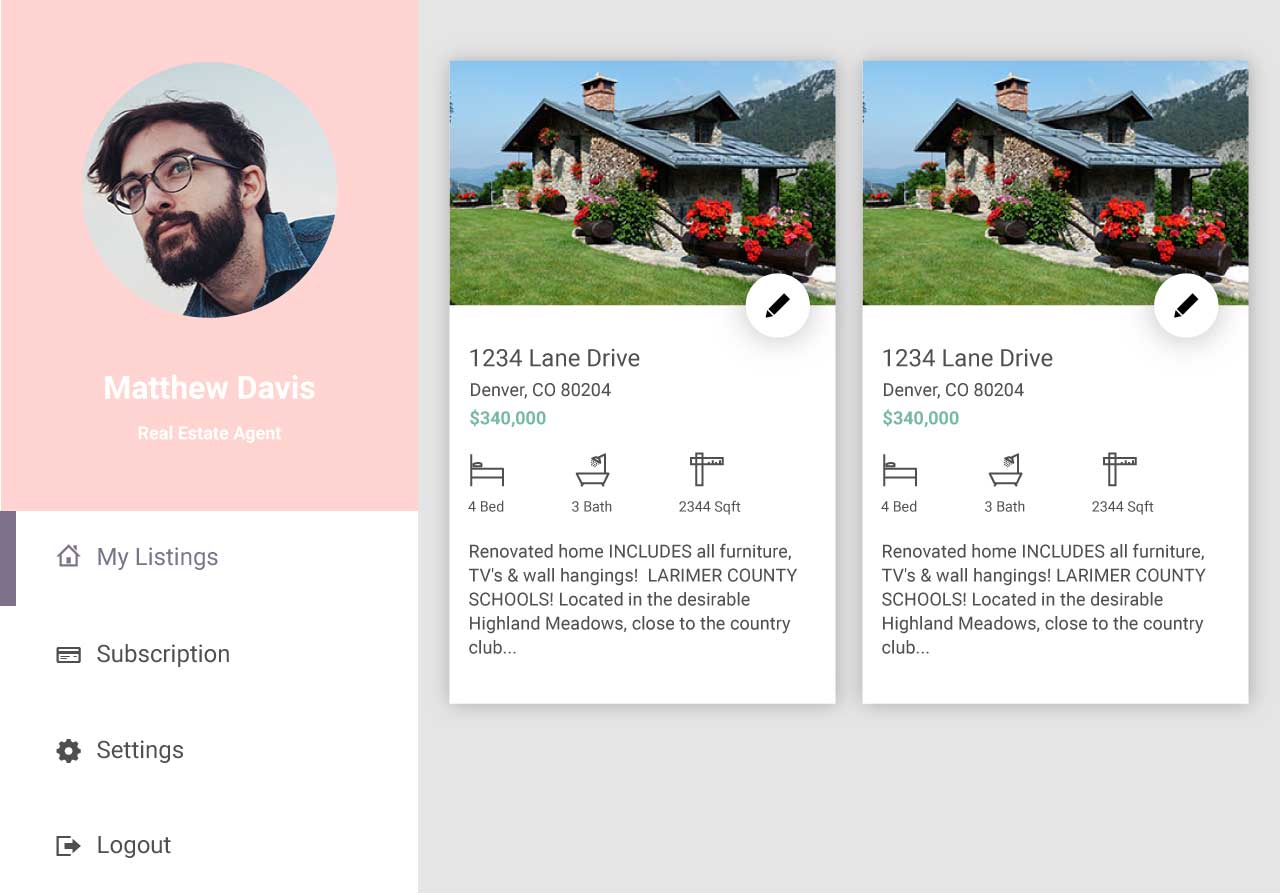 Matthew Davis
Real Estate Agent
My Listings
Subscription
Settings
Logout
1234 Lane Drive
Denver, CO 80204
$340,000
4 Bed
3 Bath
2344 Sqft
Renovated home INCLUDES all furniture,
TV's & wall hangings!  LARIMER COUNTY
SCHOOLS! Located in the desirable
Highland Meadows, close to the country
club...
1234 Lane Drive
Denver, CO 80204
$340,000
4 Bed
3 Bath
2344 Sqft
Renovated home INCLUDES all furniture,
TV's & wall hangings! LARIMER COUNTY
SCHOOLS! Located in the desirable
Highland Meadows, close to the country
club...